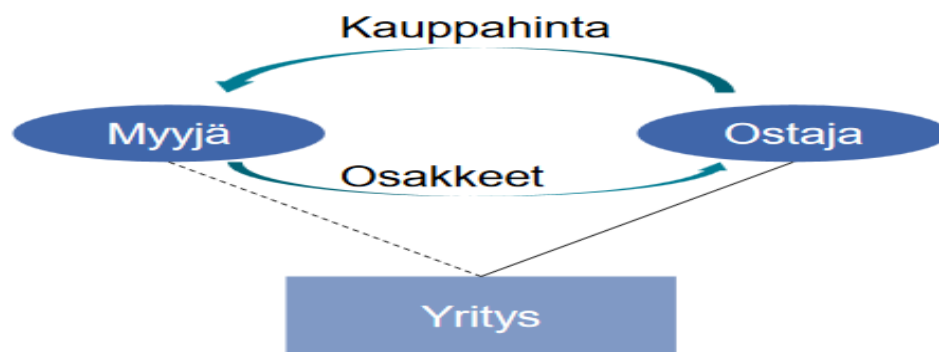 Kauppahinta
Myyjä
Ostaja
Osakkeet
Yritys